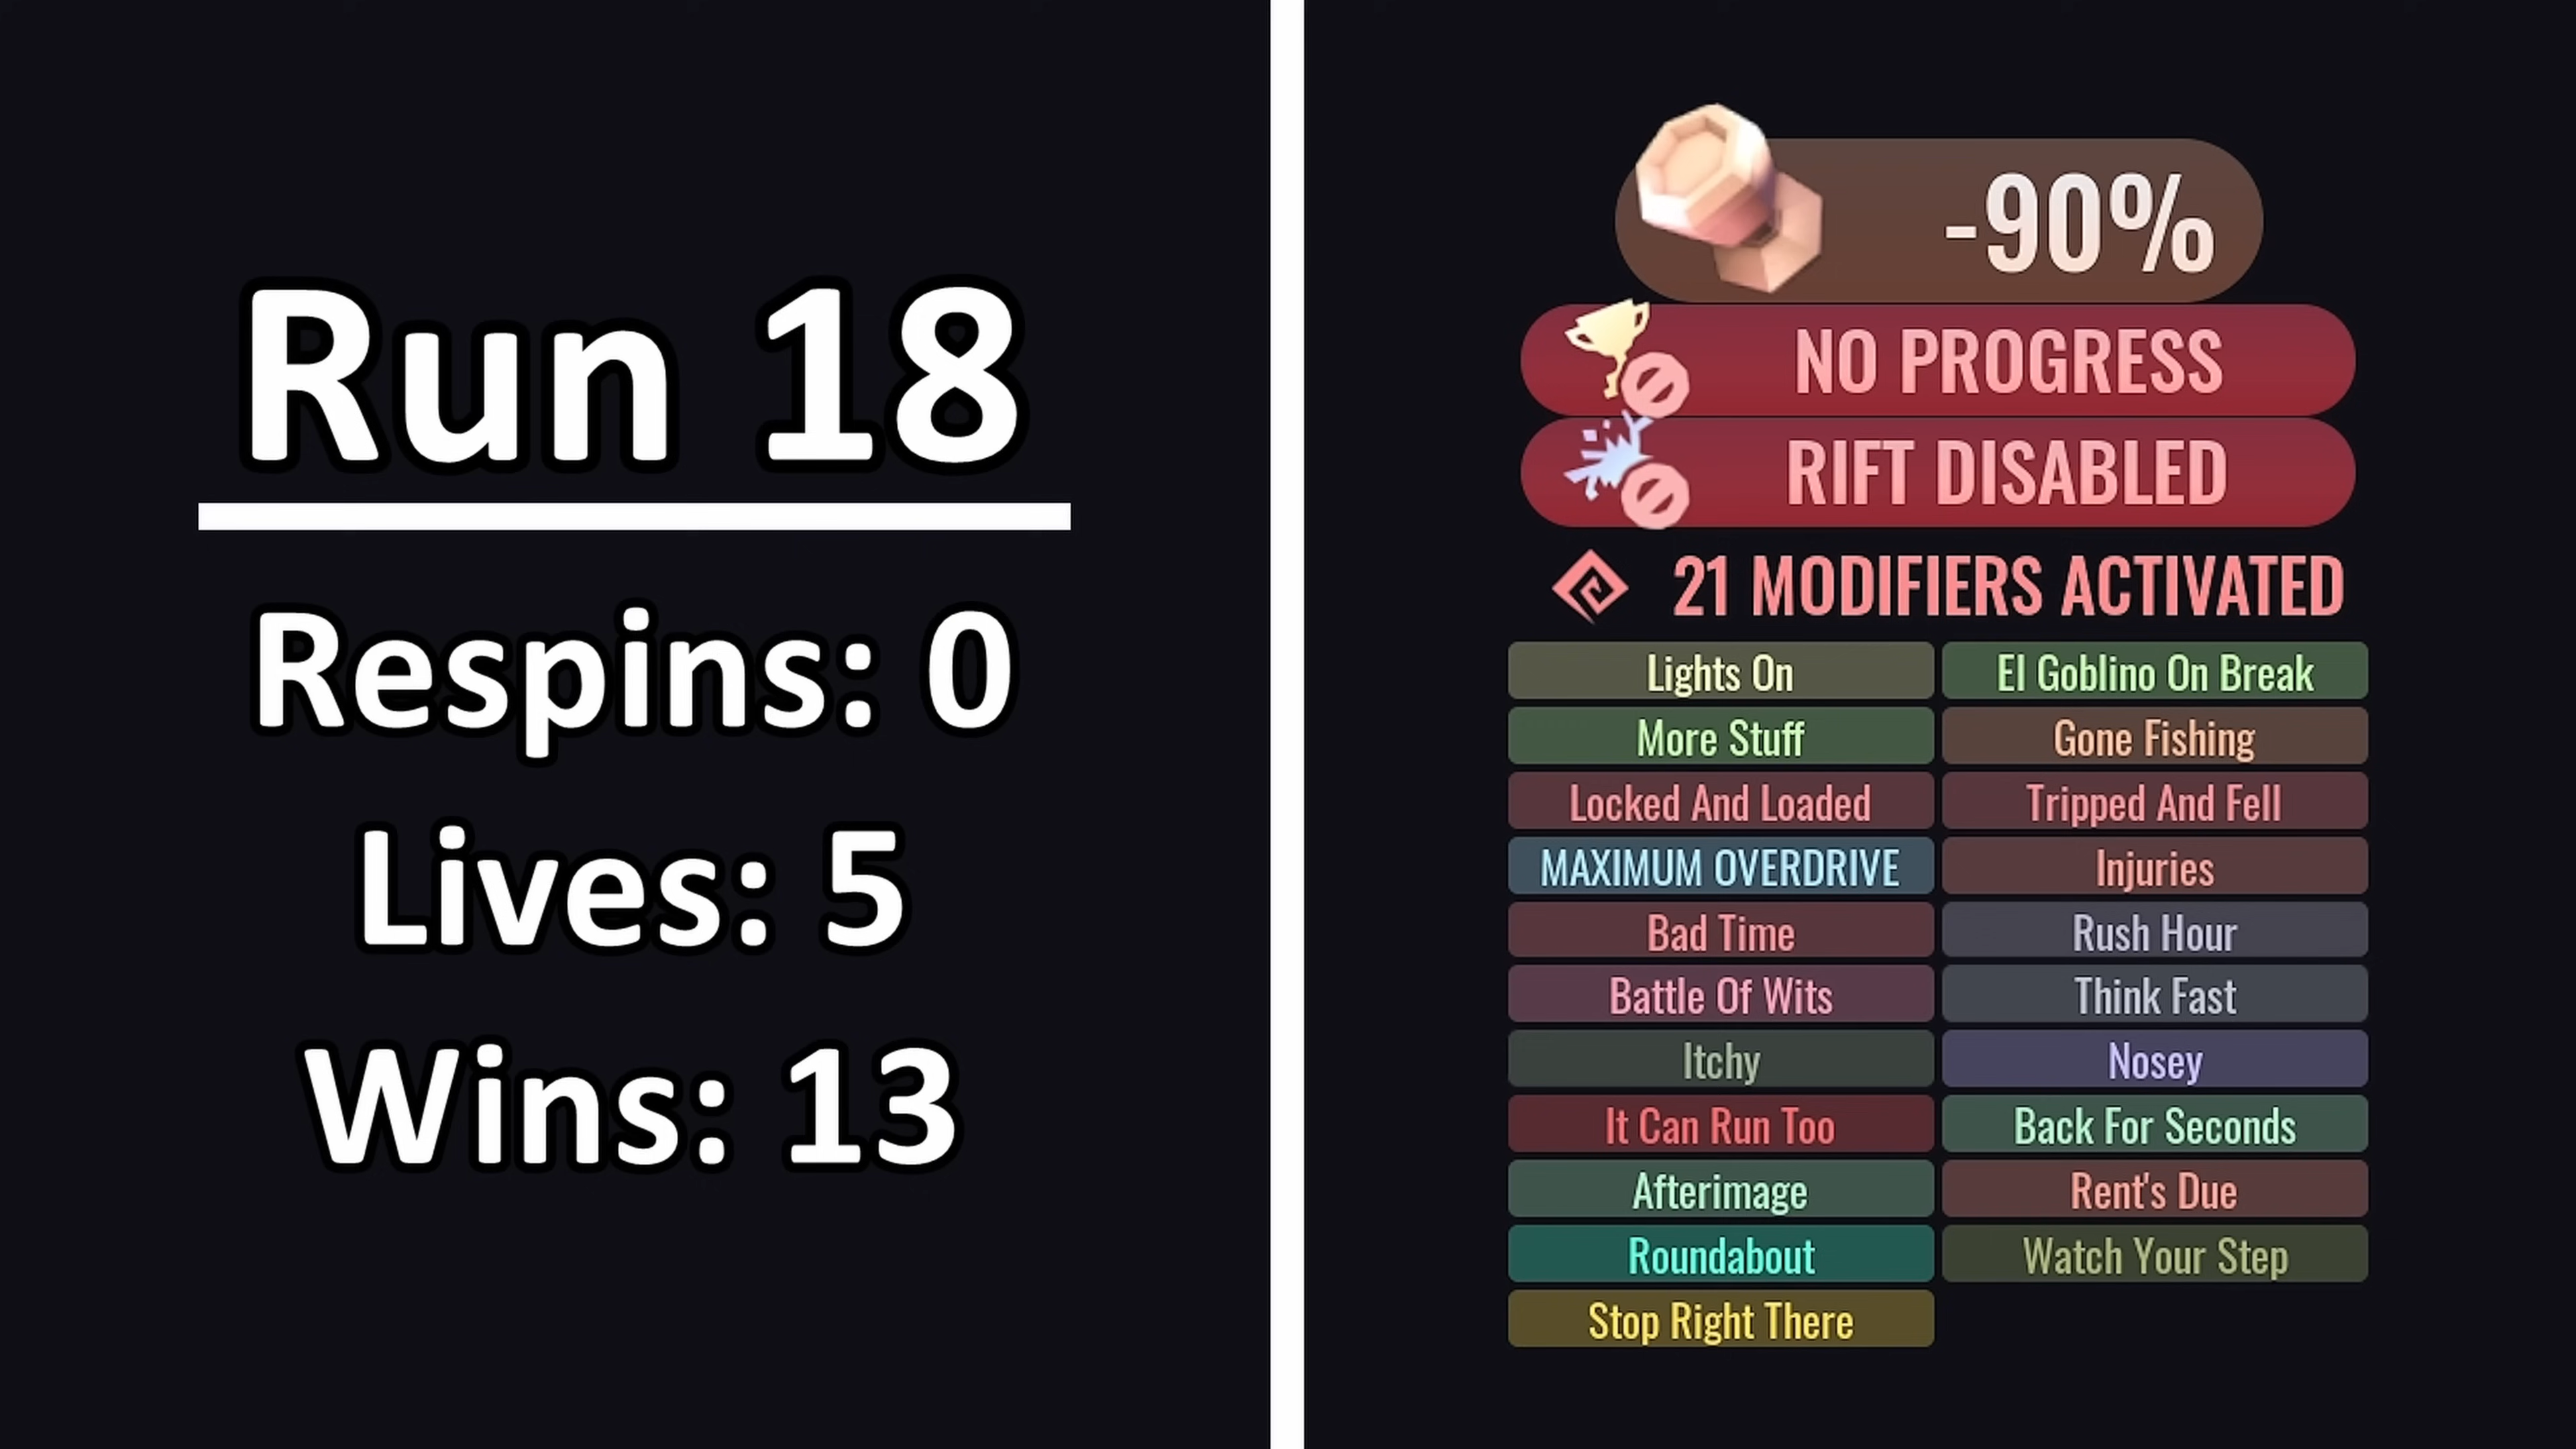 Run 18
Respins: 0
Lives: 5
Wins: 13
-90%
NO PROGRESS
RIFT DISABLED
21 MODIFIERS ACTIVATED
Lights On
El Goblino On Break
More Stuff
Gone Fishing
Locked And Loaded
Tripped And Fell
MAXIMUM OVERDRIVE
Injuries
Bad Time
Rush Hour
Battle Of Wits
Think Fast
Itchy
Nosey
It Can Run Too
Back For Seconds
Afterimage
Rent's Due
Roundabout
Watch Your Step
Stop Right There